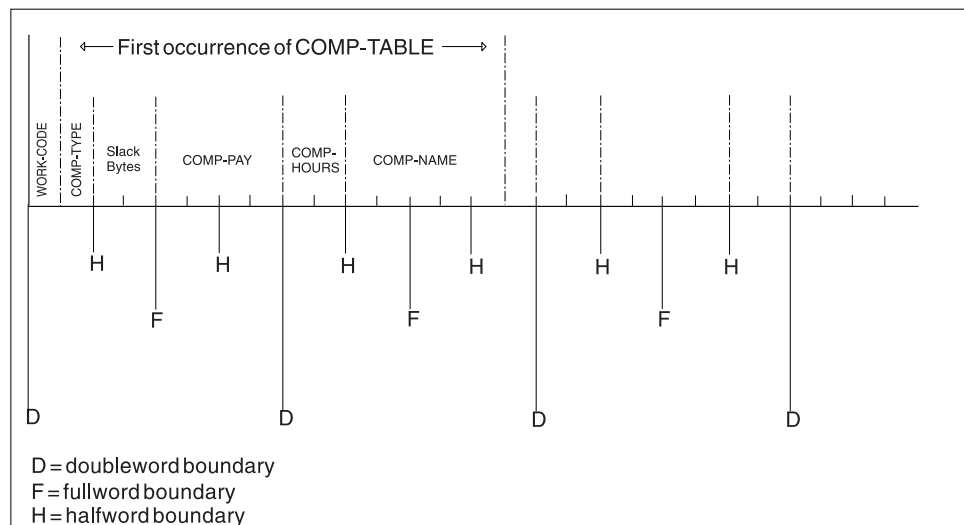 First occurrence of COMP-TABLE
WORK-CODE
COMP-TYPE
Slack
Bytes
COMP-PAY
COMP-
HOURS
COMP-NAME
H
H
H
H
H
H
F
F
F
D
D
D
D
D = doubleword boundary
F = fullword boundary
H = halfword boundary